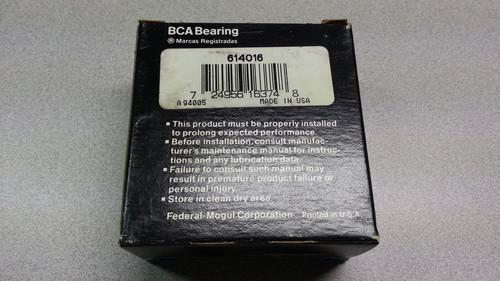 BCA Bearing
® Marcas Registradas
614016
7 24956 16374 8
A94005 MADE IN USA
▪ This product must be properly installed
to prolong expected performance.
▪ Before installation, consult manufac-
turer's maintenance manual for instruc-
tions and any lubrication data.
▪ Failure to consult such manual may
result in premature product failure or
personal injury.
▪ Store in clean dry area.
Federal-Mogul Corporation Printed in U.S.A.